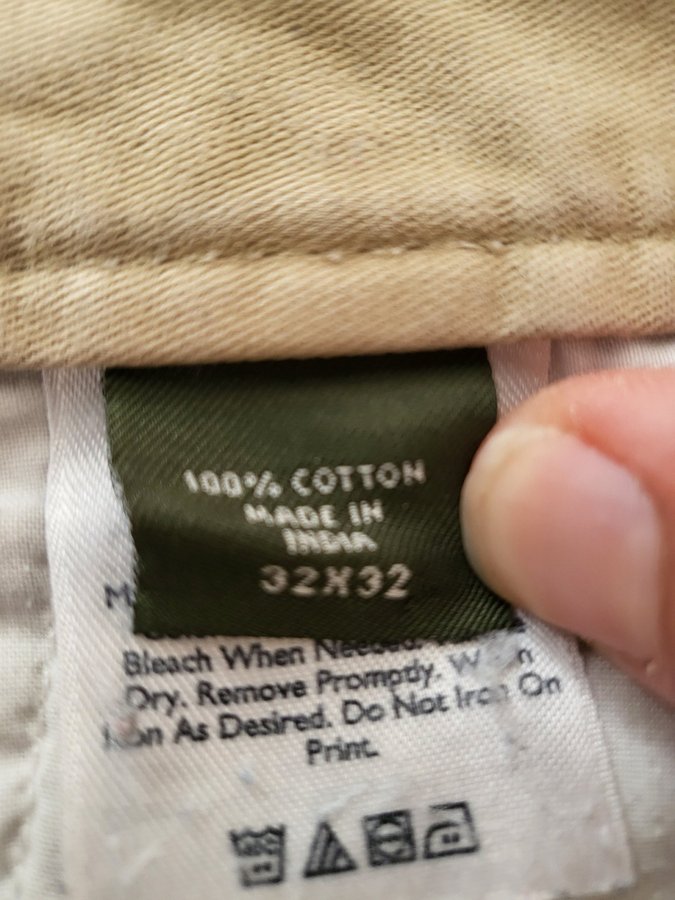 100% COTTON
MADE IN
INDIA
32X32
Bleach When Needed.
Dry. Remove Promptly.
Iron As Desired. Do Not Iron On
Print.